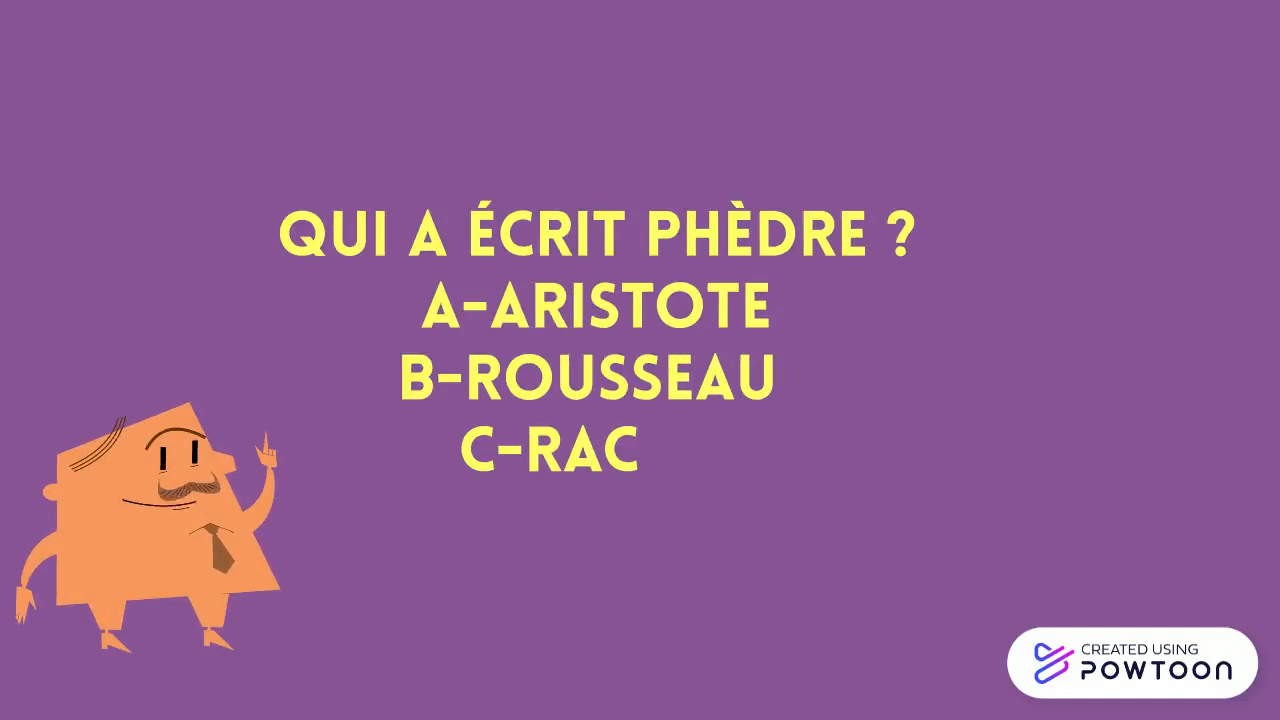 QUI A ÉCRIT PHÈDRE ?
A-ARISTOTE
B-ROUSSEAU
C-RAC
CREATED USING
POWTOON